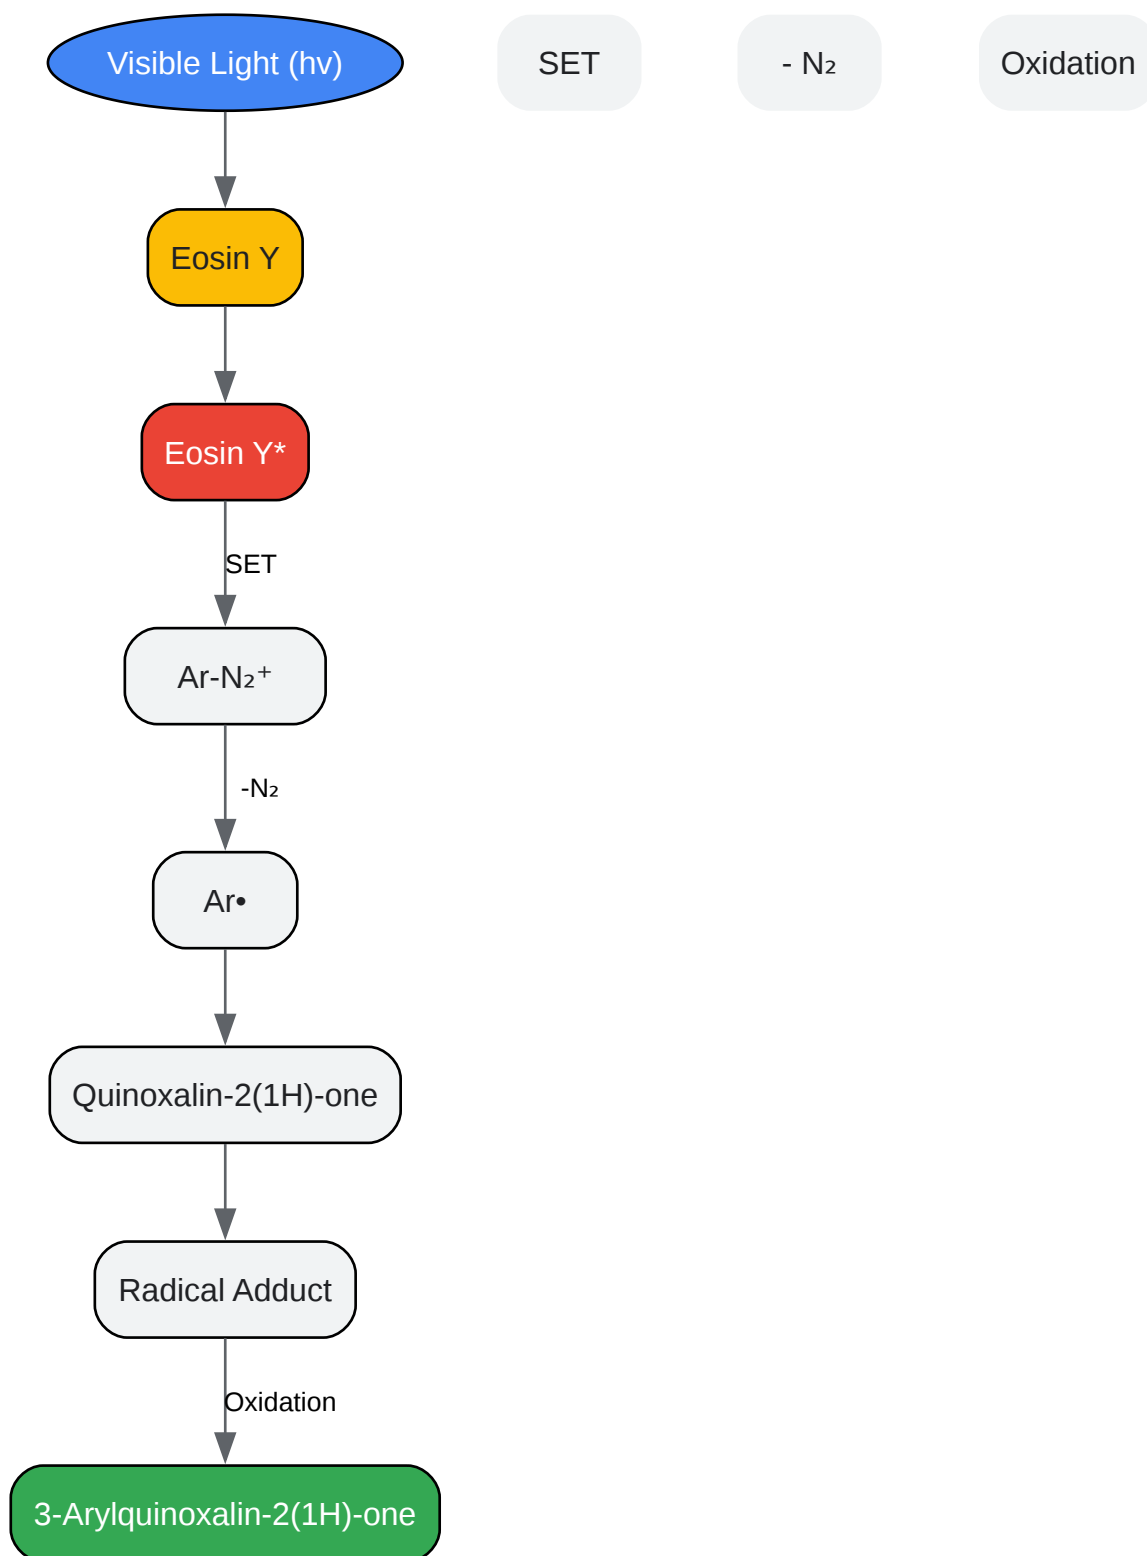 Visible Light (hv)
SET
- N₂
Oxidation
Eosin Y
Eosin Y*
SET
Ar-N₂⁺
-N₂
Ar•
Quinoxalin-2(1H)-one
Radical Adduct
Oxidation
3-Arylquinoxalin-2(1H)-one